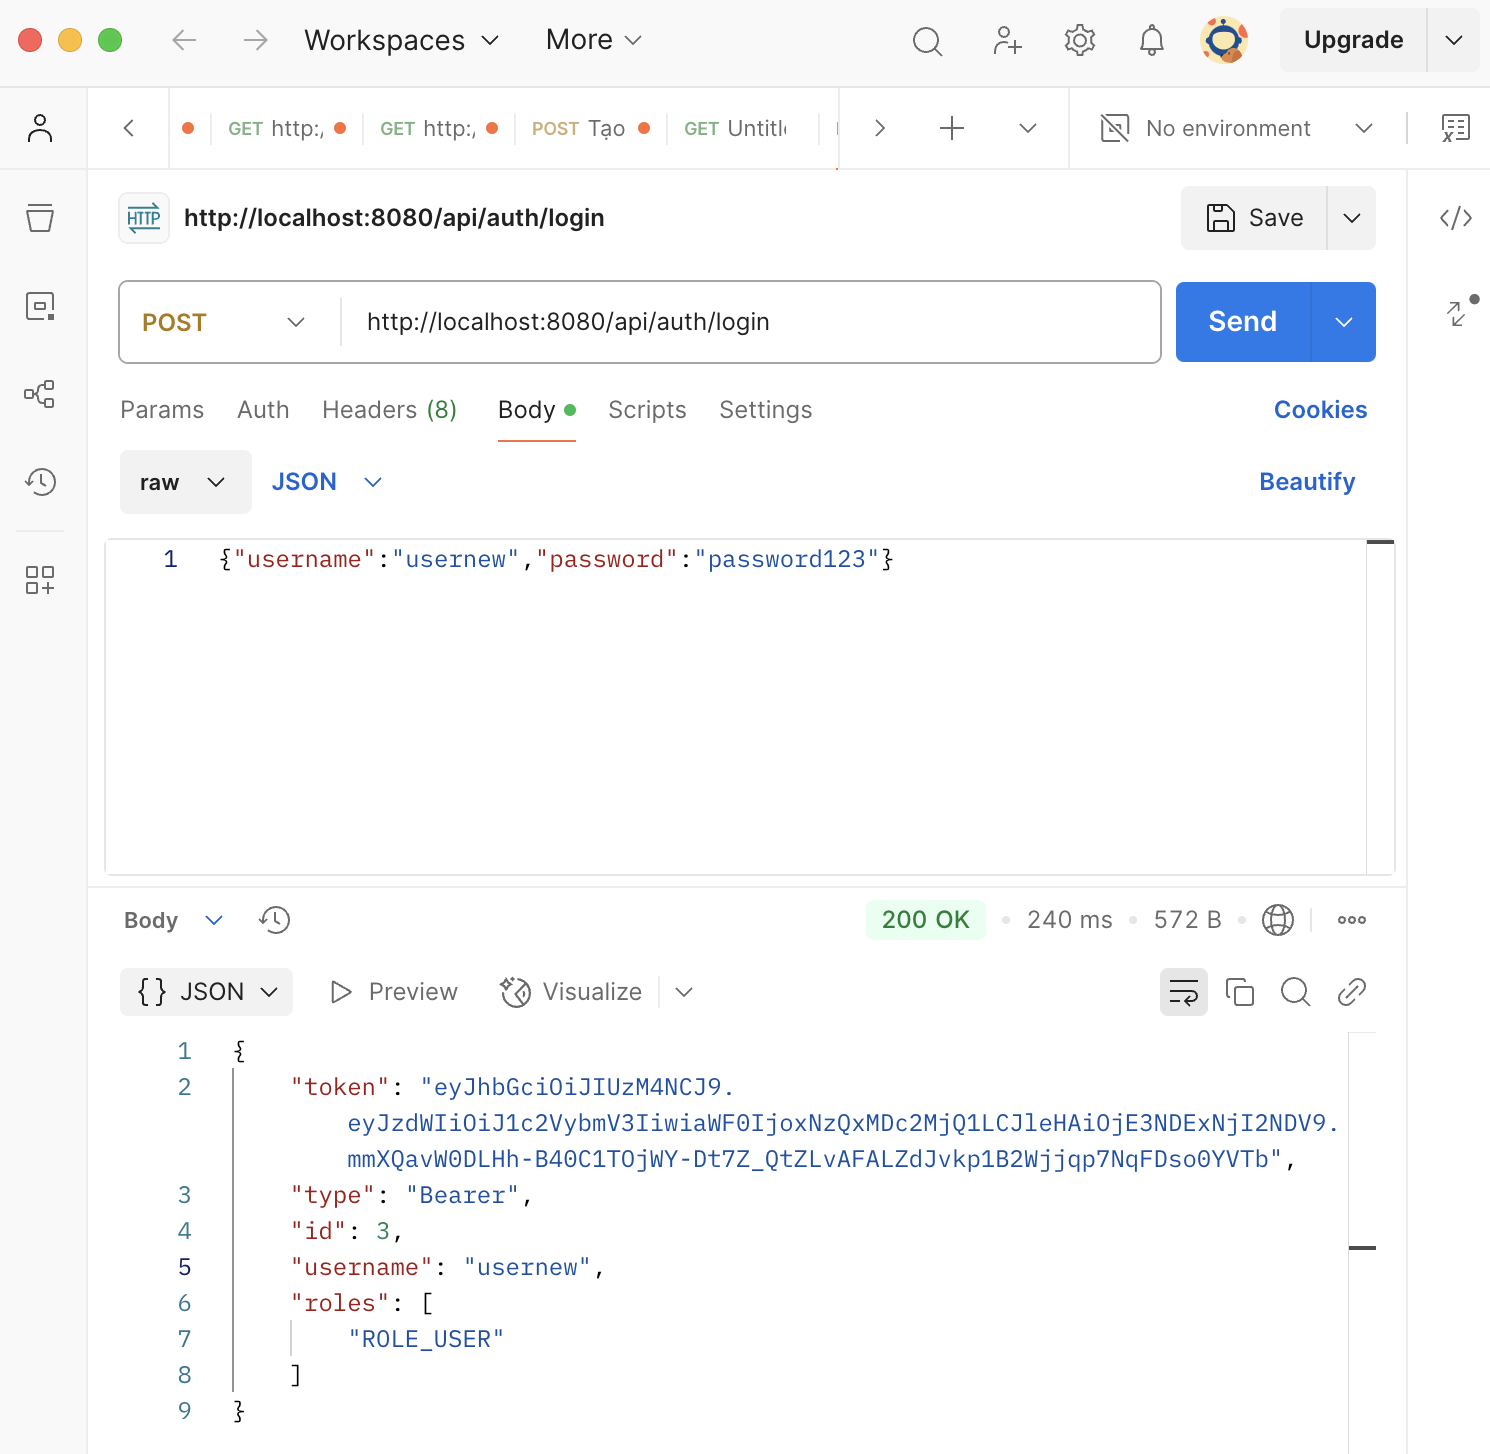 Workspaces More Upgrade
GET http:/ GET http:/ POST Tạo GET Untitl No environment
HTTP http://localhost:8080/api/auth/login Save
POST http://localhost:8080/api/auth/login Send
Params Auth Headers (8) Body Scripts Settings Cookies
raw JSON Beautify
1 {"username":"usernew","password":"password123"}
Body 200 OK 240 ms 572 B
{} JSON Preview Visualize
1 {
2 "token": "eyJhbGciOiJIUzM4NCJ9.
eyJzdWIiOiJ1c2VybmV3IiwiaWF0IjoxNzQxMDc2MjQ1LCJleHAiOjE3NDExNjI2NDV9.
mmXQavW0DLHh-B40C1TOjWY-Dt7Z_QtZLvAFALZdJvkp1B2Wjjqp7NqFDso0YVTb",
3 "type": "Bearer",
4 "id": 3,
5 "username": "usernew",
6 "roles": [
7 "ROLE_USER"
8 ]
9 }